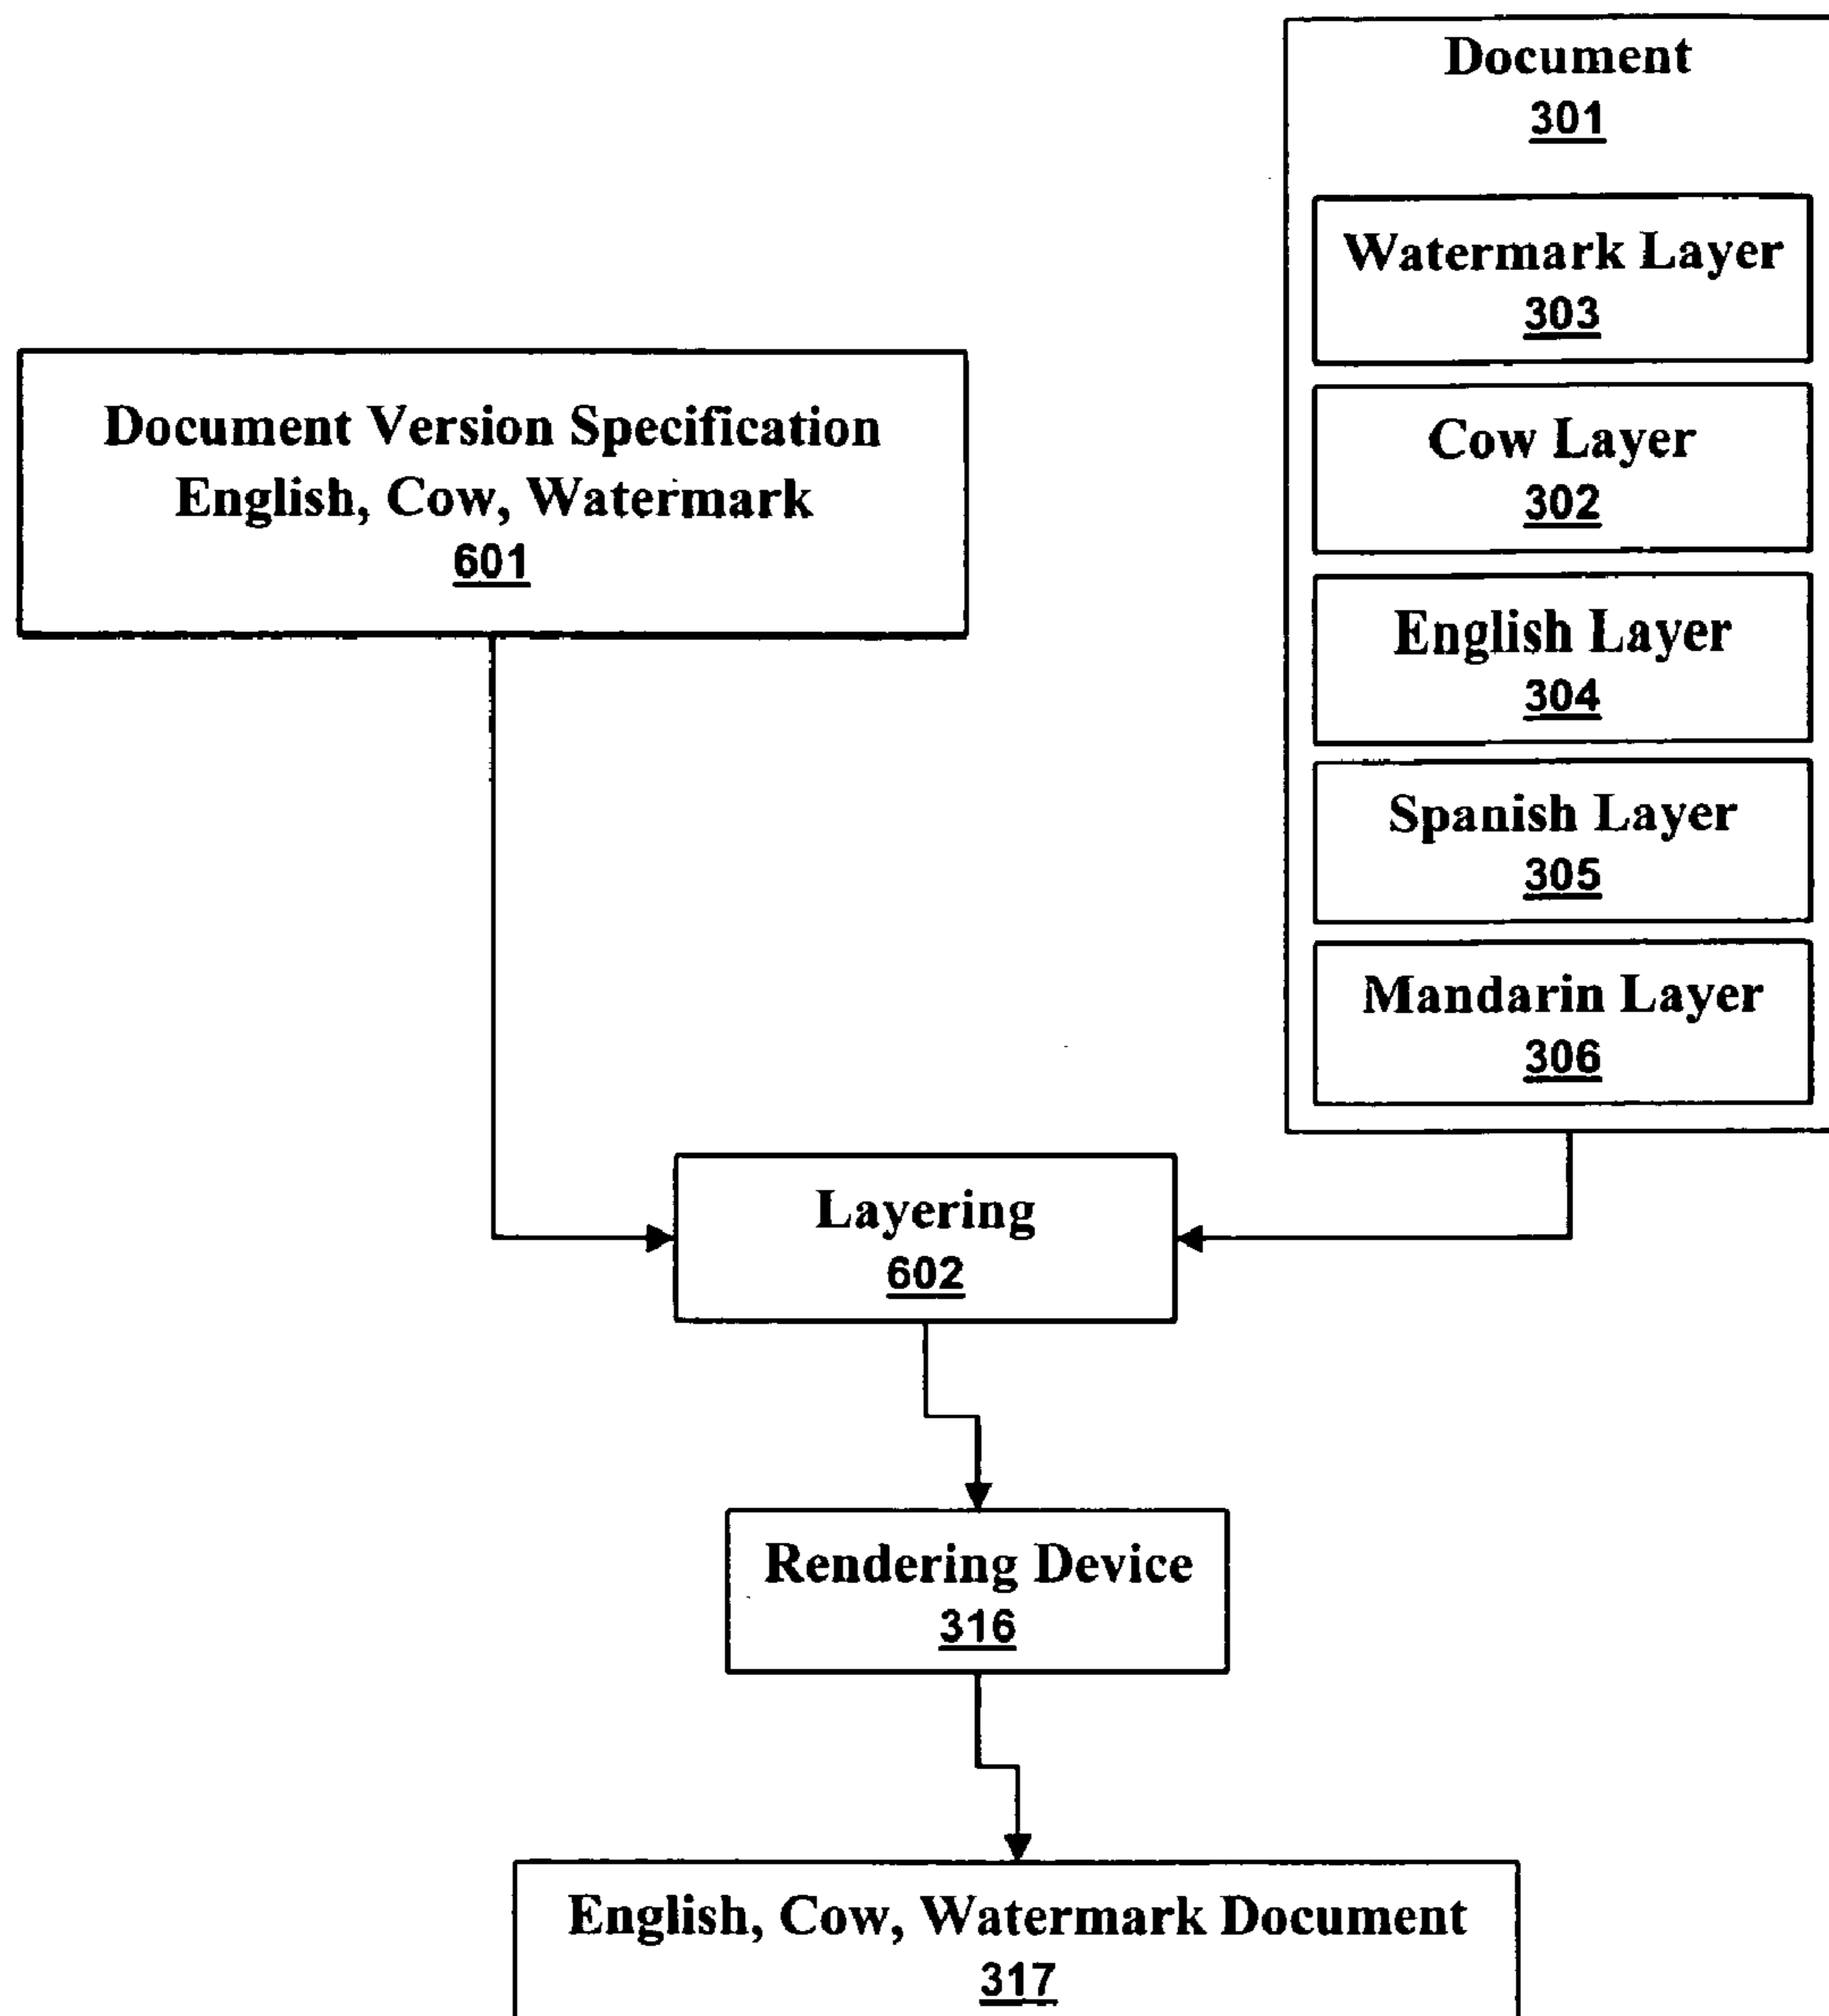 Document
301
Watermark Layer
303
Cow Layer
302
English Layer
304
Spanish Layer
305
Mandarin Layer
306
Document Version Specification
English, Cow, Watermark
601
Layering
602
Rendering Device
316
English, Cow, Watermark Document
317